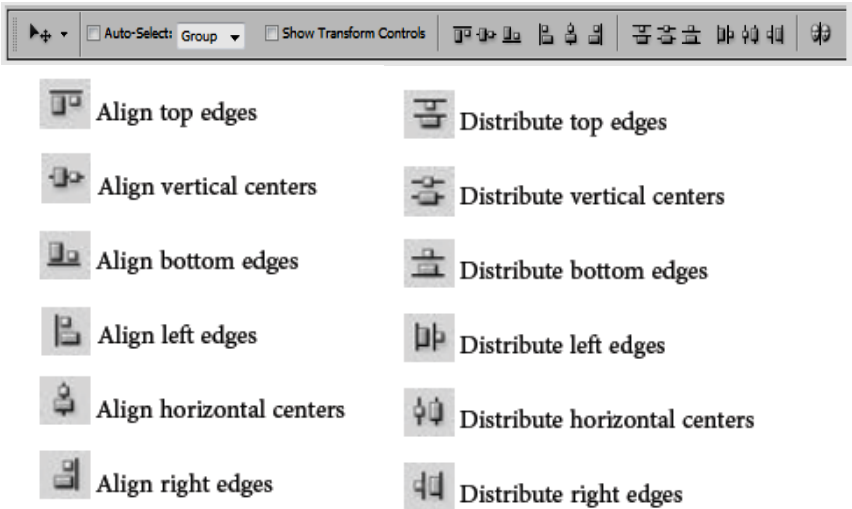 Auto-Select: Group Show Transform Controls
Align top edges
Align vertical centers
Align bottom edges
Align left edges
Align horizontal centers
Align right edges
Distribute top edges
Distribute vertical centers
Distribute bottom edges
Distribute left edges
Distribute horizontal centers
Distribute right edges